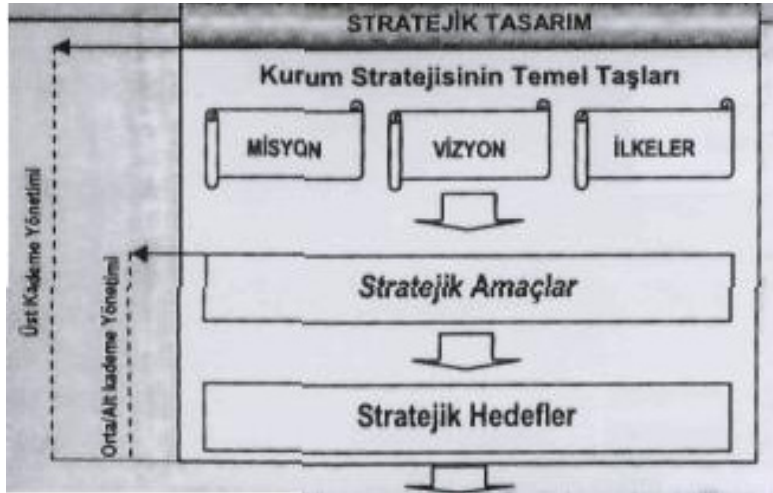 STRATEJİK TASARIM
Kurum Stratejisinin Temel Taşları
MİSYON
VİZYON
İLKELER
Stratejik Amaçlar
Stratejik Hedefler
Üst Kademe Yönetimi
Orta/Alt kademe Yönetimi